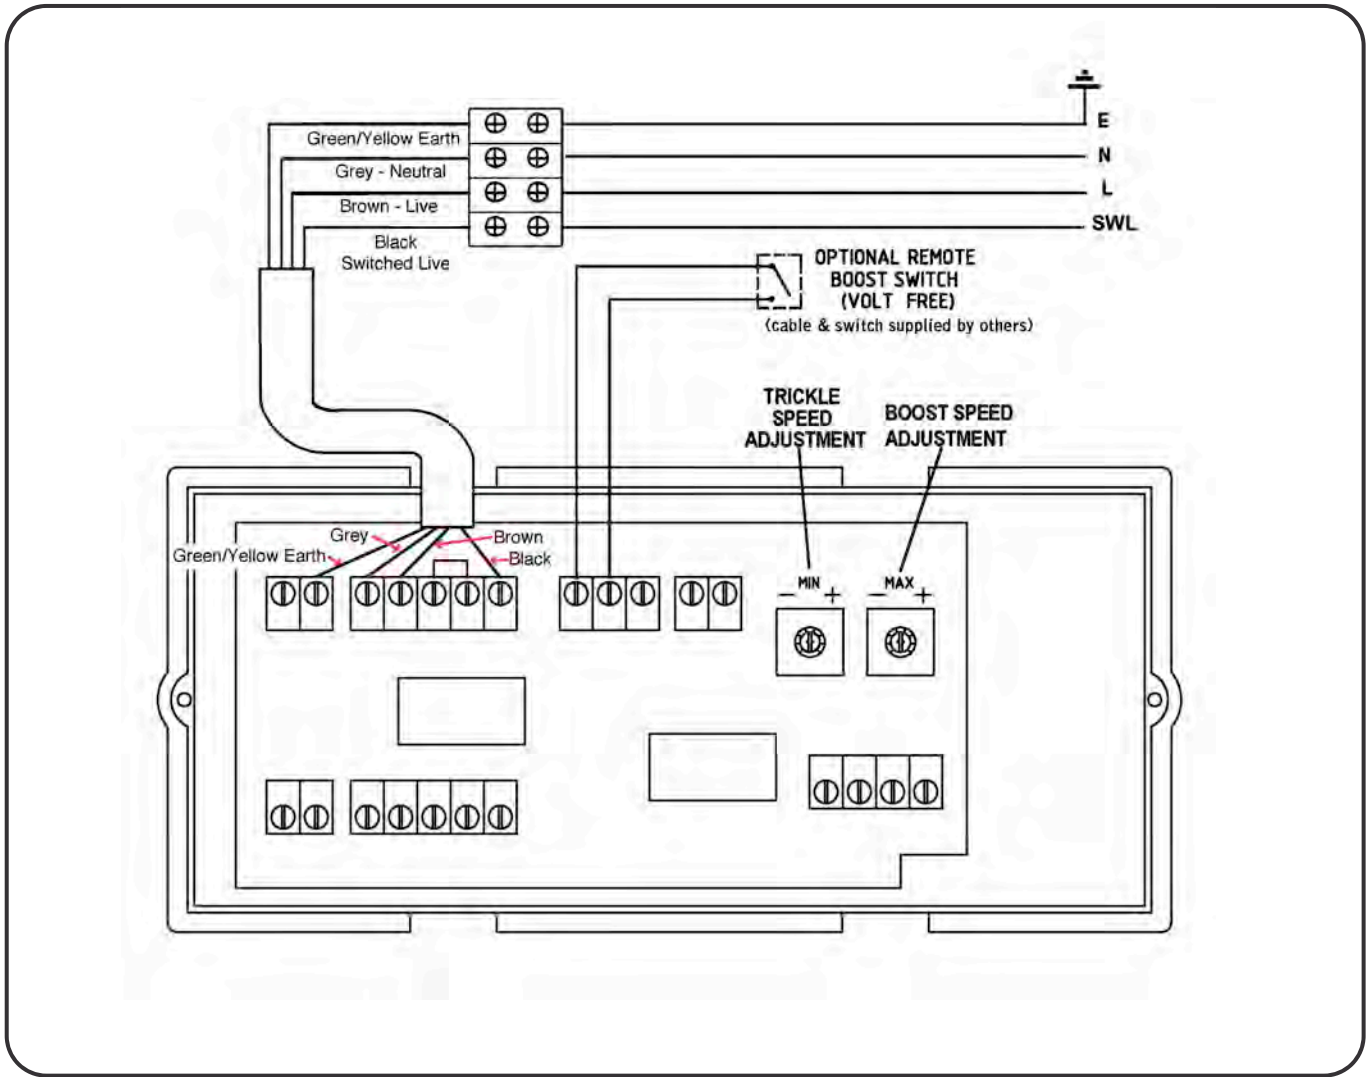 E
Green/Yellow Earth
N
Grey - Neutral
L
Brown - Live
SWL
Black
Switched Live
OPTIONAL REMOTE
BOOST SWITCH
(VOLT FREE)
(cable & switch supplied by others)
TRICKLE
SPEED
ADJUSTMENT
BOOST SPEED
ADJUSTMENT
Grey
Brown
Green/Yellow Earth
Black
MIN
- +
MAX
- +